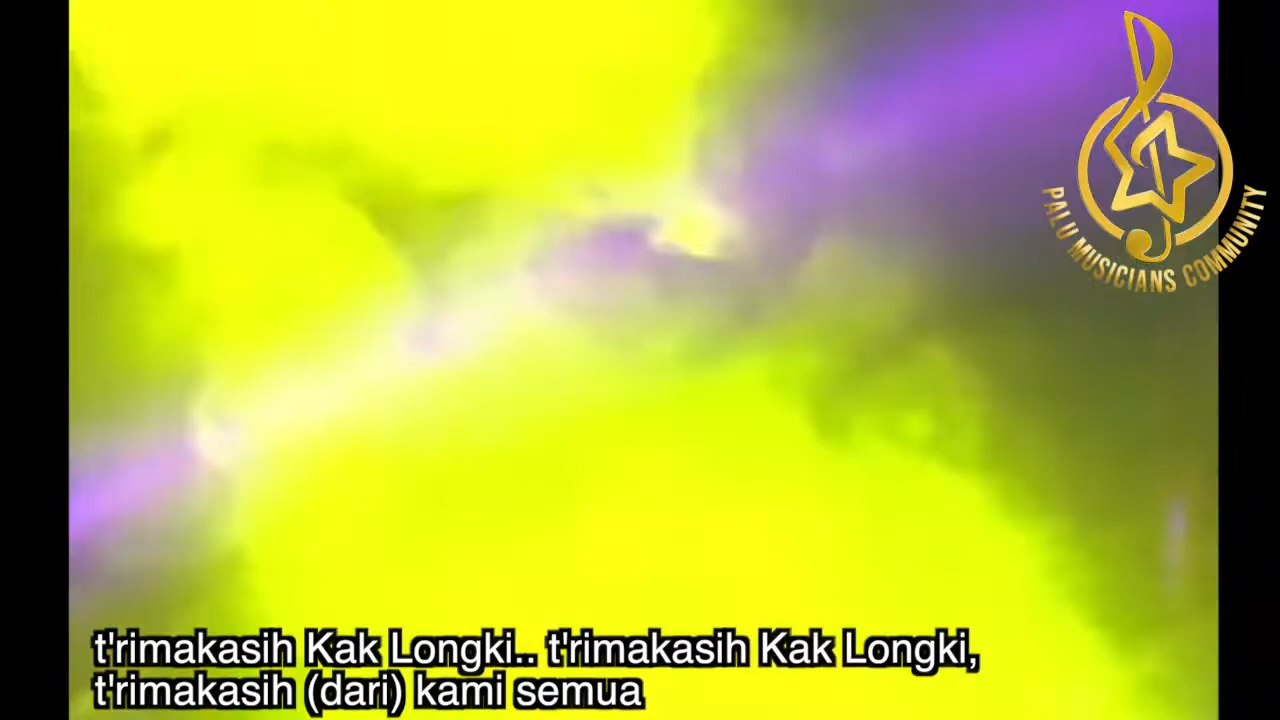 PALU MUSICIANS COMMUNITY
t'rimakasih Kak Longki.. t'rimakasih Kak Longki,
t'rimakasih (dari) kami semua